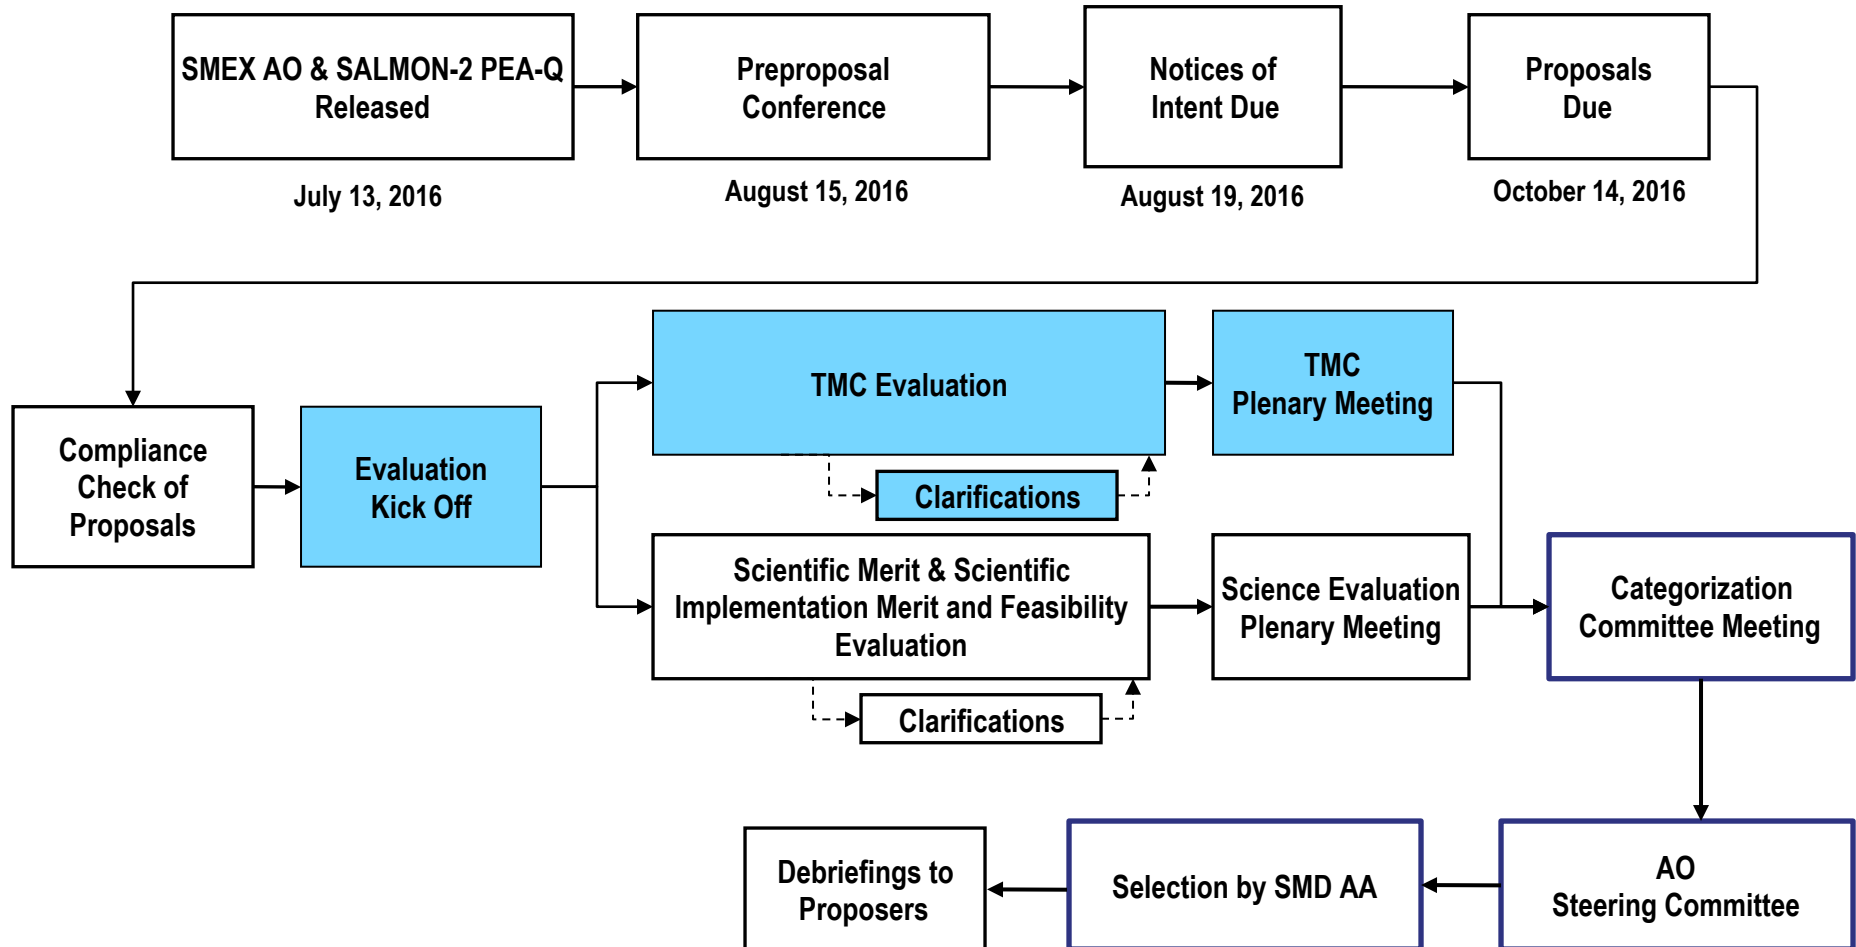 SMEX AO & SALMON-2 PEA-Q
Released
July 13, 2016
Preproposal
Conference
August 15, 2016
Notices of
Intent Due
August 19, 2016
Proposals
Due
October 14, 2016
Compliance
Check of
Proposals
Evaluation
Kick Off
TMC Evaluation
Clarifications
TMC
Plenary Meeting
Scientific Merit & Scientific
Implementation Merit and Feasibility
Evaluation
Clarifications
Science Evaluation
Plenary Meeting
Categorization
Committee Meeting
AO
Steering Committee
Selection by SMD AA
Debriefings to
Proposers